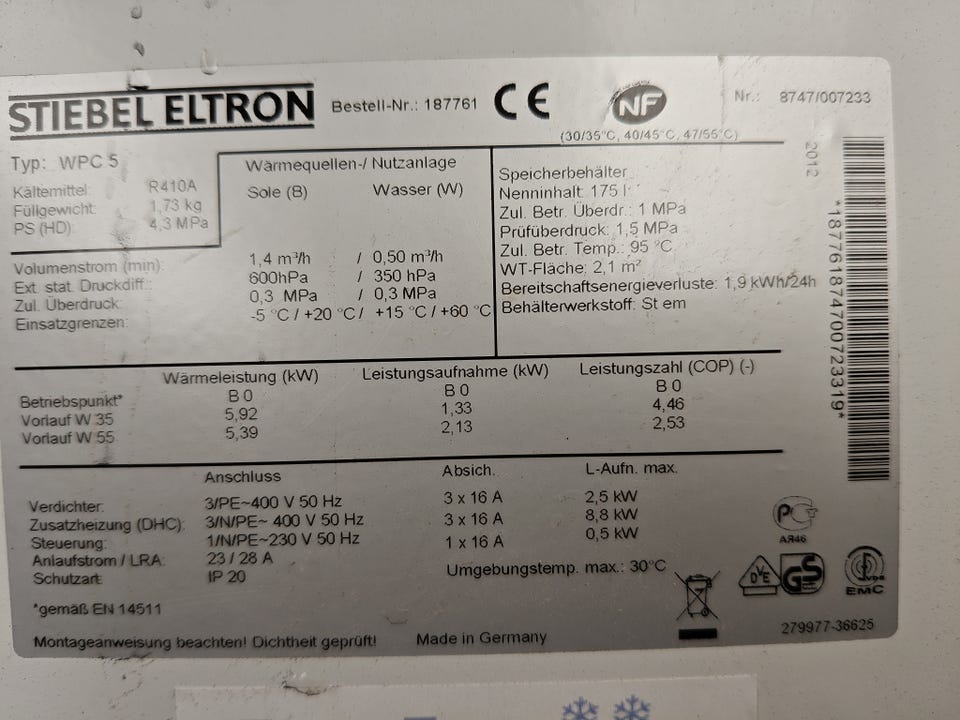 STIEBEL ELTRON Bestell-Nr.: 187761 CE NF Nr.: 8747/007233
(30/35°C, 40/45°C, 47/55°C)
2012
*187761874700723319*
Typ: WPC 5
Kältemittel: R410A
Füllgewicht: 1,73 kg
PS (HD): 4,3 MPa
Wärmequellen-/ Nutzanlage
Sole (B) Wasser (W)
Volumenstrom (min): 1,4 m³/h / 0,50 m³/h
Ext. stat. Druckdiff.: 600hPa / 350 hPa
Zul. Überdruck: 0,3 MPa / 0,3 MPa
Einsatzgrenzen: -5 °C / +20 °C / +15 °C / +60 °C
Speicherbehälter
Nenninhalt: 175 l
Zul. Betr. Überdr.: 1 MPa
Prüfüberdruck: 1,5 MPa
Zul. Betr. Temp.: 95 °C
WT-Fläche: 2,1 m²
Bereitschaftsenergieverluste: 1,9 kWh/24h
Behälterwerkstoff: St em
Wärmeleistung (kW) Leistungsaufnahme (kW) Leistungszahl (COP) (-)
Betriebspunkt* B 0 B 0 B 0
Vorlauf W 35 5,92 1,33 4,46
Vorlauf W 55 5,39 2,13 2,53
Anschluss Absich. L-Aufn. max.
Verdichter: 3/PE~400 V 50 Hz 3 x 16 A 2,5 kW
Zusatzheizung (DHC): 3/N/PE~ 400 V 50 Hz 3 x 16 A 8,8 kW
Steuerung: 1/N/PE~230 V 50 Hz 1 x 16 A 0,5 kW
Anlaufstrom / LRA: 23 / 28 A
Schutzart: IP 20
Umgebungstemp. max.: 30°C
*gemäß EN 14511
Montageanweisung beachten! Dichtheit geprüft! Made in Germany
АЯ46
DVE GS
VDE
EMC
279977-36625